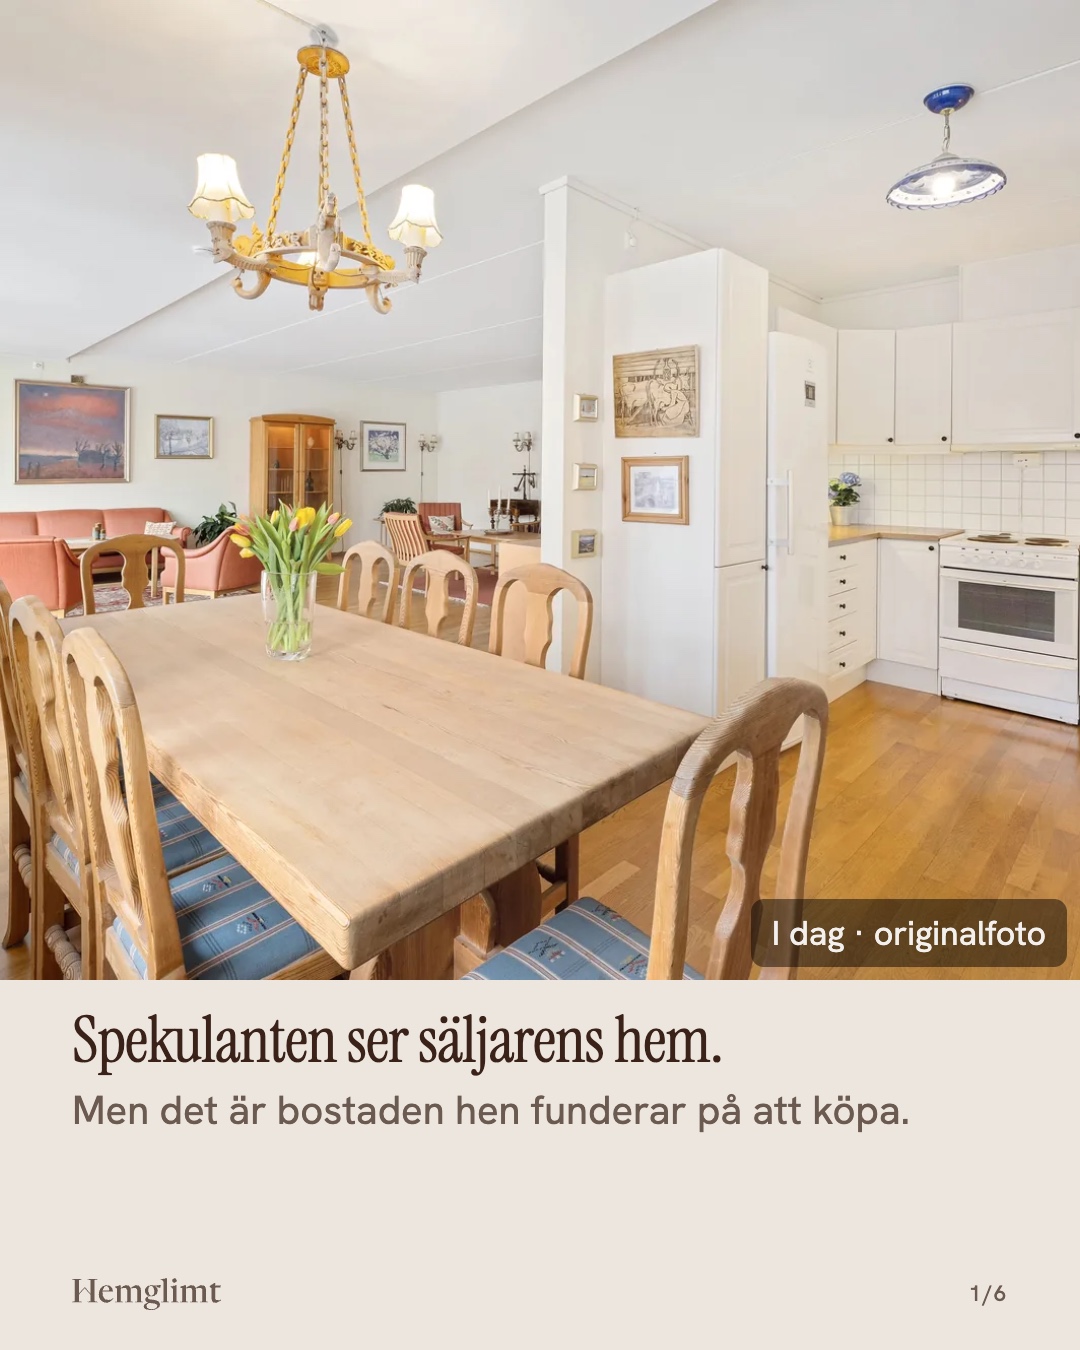 I dag · originalfoto
Spekulanten ser säljarens hem.
Men det är bostaden hen funderar på att köpa.
Hemglimt
1/6